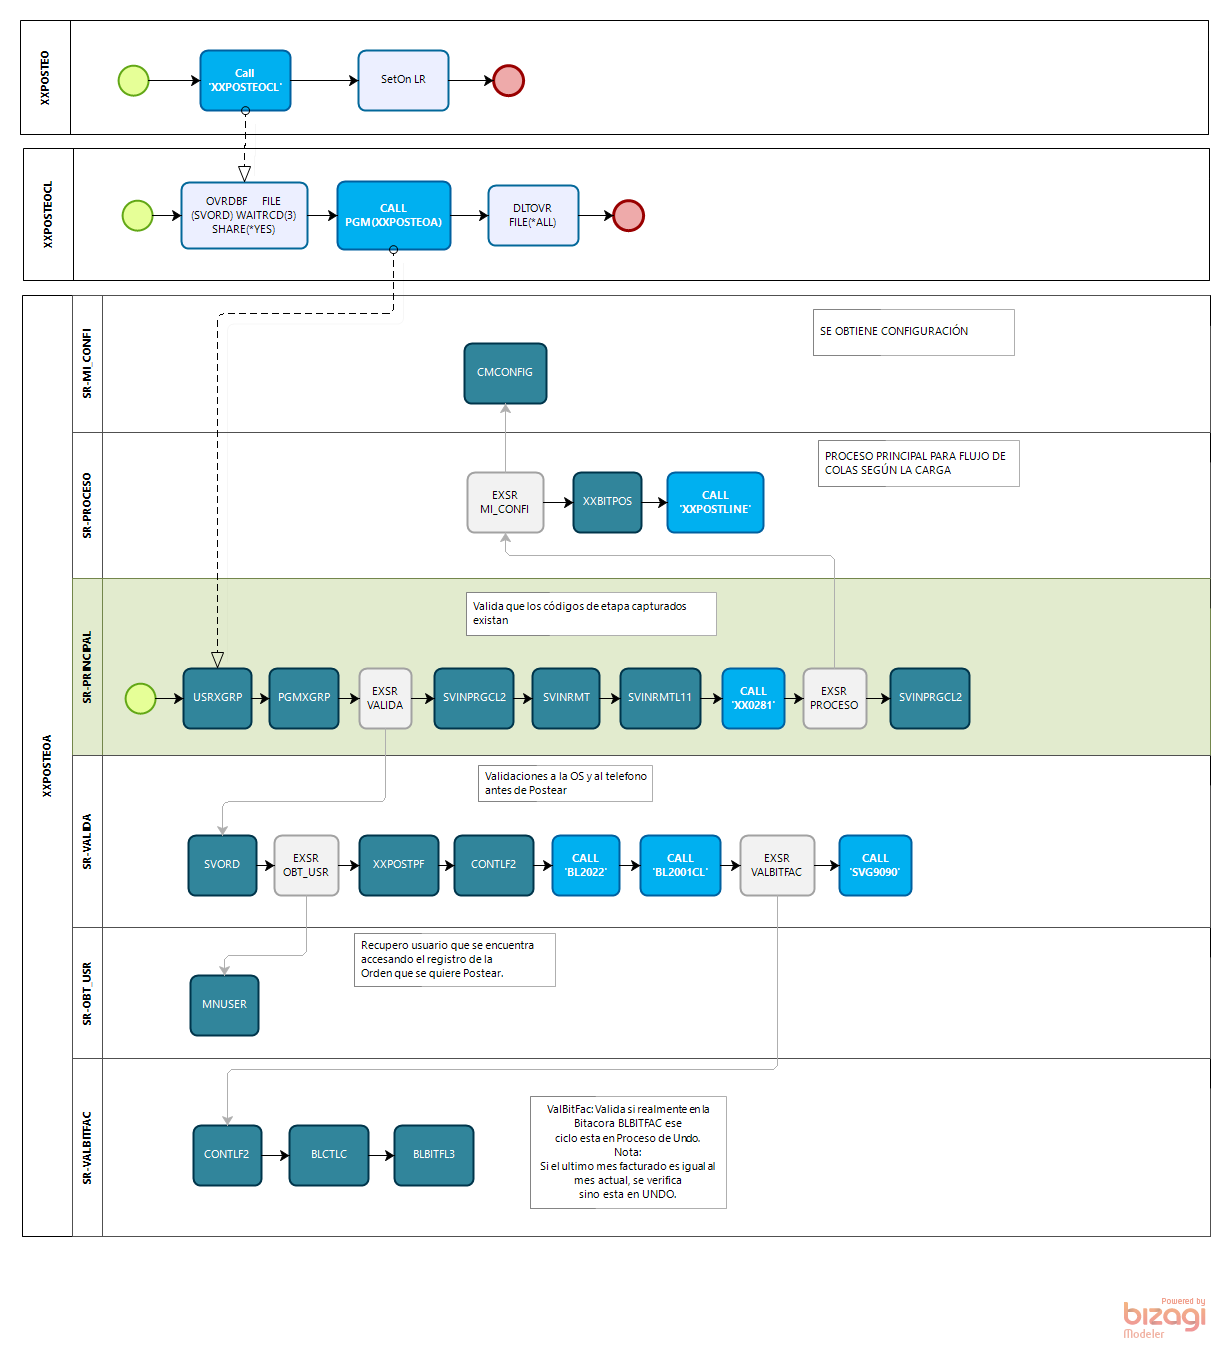 XXPOSTEO
Call
'XXPOSTEOCL'
SetOn LR
XXPOSTEOCL
OVRDBF     FILE
(SVORD) WAITRCD(3)
SHARE(*YES)
CALL
PGM(XXPOSTEOA)
DLTOVR
FILE(*ALL)
XXPOSTEOA
SR-MI_CONFI
SE OBTIENE CONFIGURACIÓN
CMCONFIG
SR-PROCESO
PROCESO PRINCIPAL PARA FLUJO DE
COLAS SEGÚN LA CARGA
EXSR
MI_CONFI
XXBITPOS
CALL
'XXPOSTLINE'
SR-PRINCIPAL
Valida que los códigos de etapa capturados
existan
USRXGRP
PGMXGRP
EXSR
VALIDA
SVINPRGCL2
SVINRMT
SVINRMTL11
CALL
'XX0281'
EXSR
PROCESO
SVINPRGCL2
SR-VALIDA
Validaciones a la OS y al telefono
antes de Postear
SVORD
EXSR
OBT_USR
XXPOSTPF
CONTLF2
CALL
'BL2022'
CALL
'BL2001CL'
EXSR
VALBITFAC
CALL
'SVG9090'
SR-OBT_USR
Recupero usuario que se encuentra
accesando el registro de la
Orden que se quiere Postear.
MNUSER
SR-VALBITFAC
ValBitFac: Valida si realmente en la
Bitacora BLBITFAC ese
ciclo esta en Proceso de Undo.
Nota:
Si el ultimo mes facturado es igual al
mes actual, se verifica
sino esta en UNDO.
CONTLF2
BLCTLC
BLBITFL3
Powered by
bizagi
Modeler